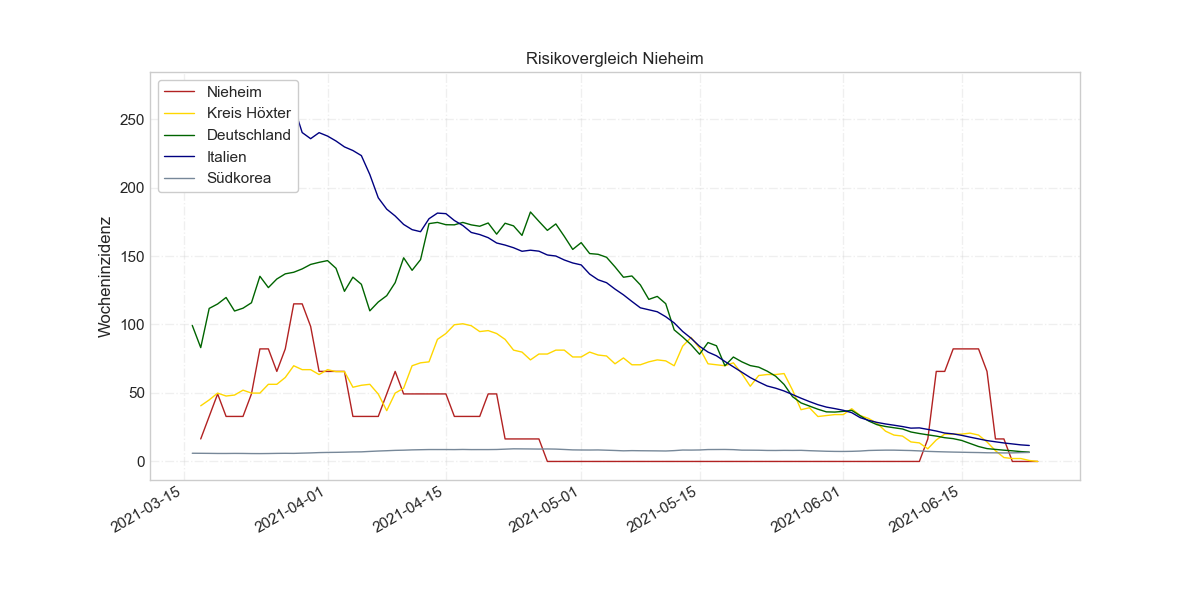 Risikovergleich Nieheim
Nieheim
Kreis Höxter
Deutschland
Italien
Südkorea
Wocheninzidenz
250
200
150
100
50
0
2021-03-15
2021-04-01
2021-04-15
2021-05-01
2021-05-15
2021-06-01
2021-06-15